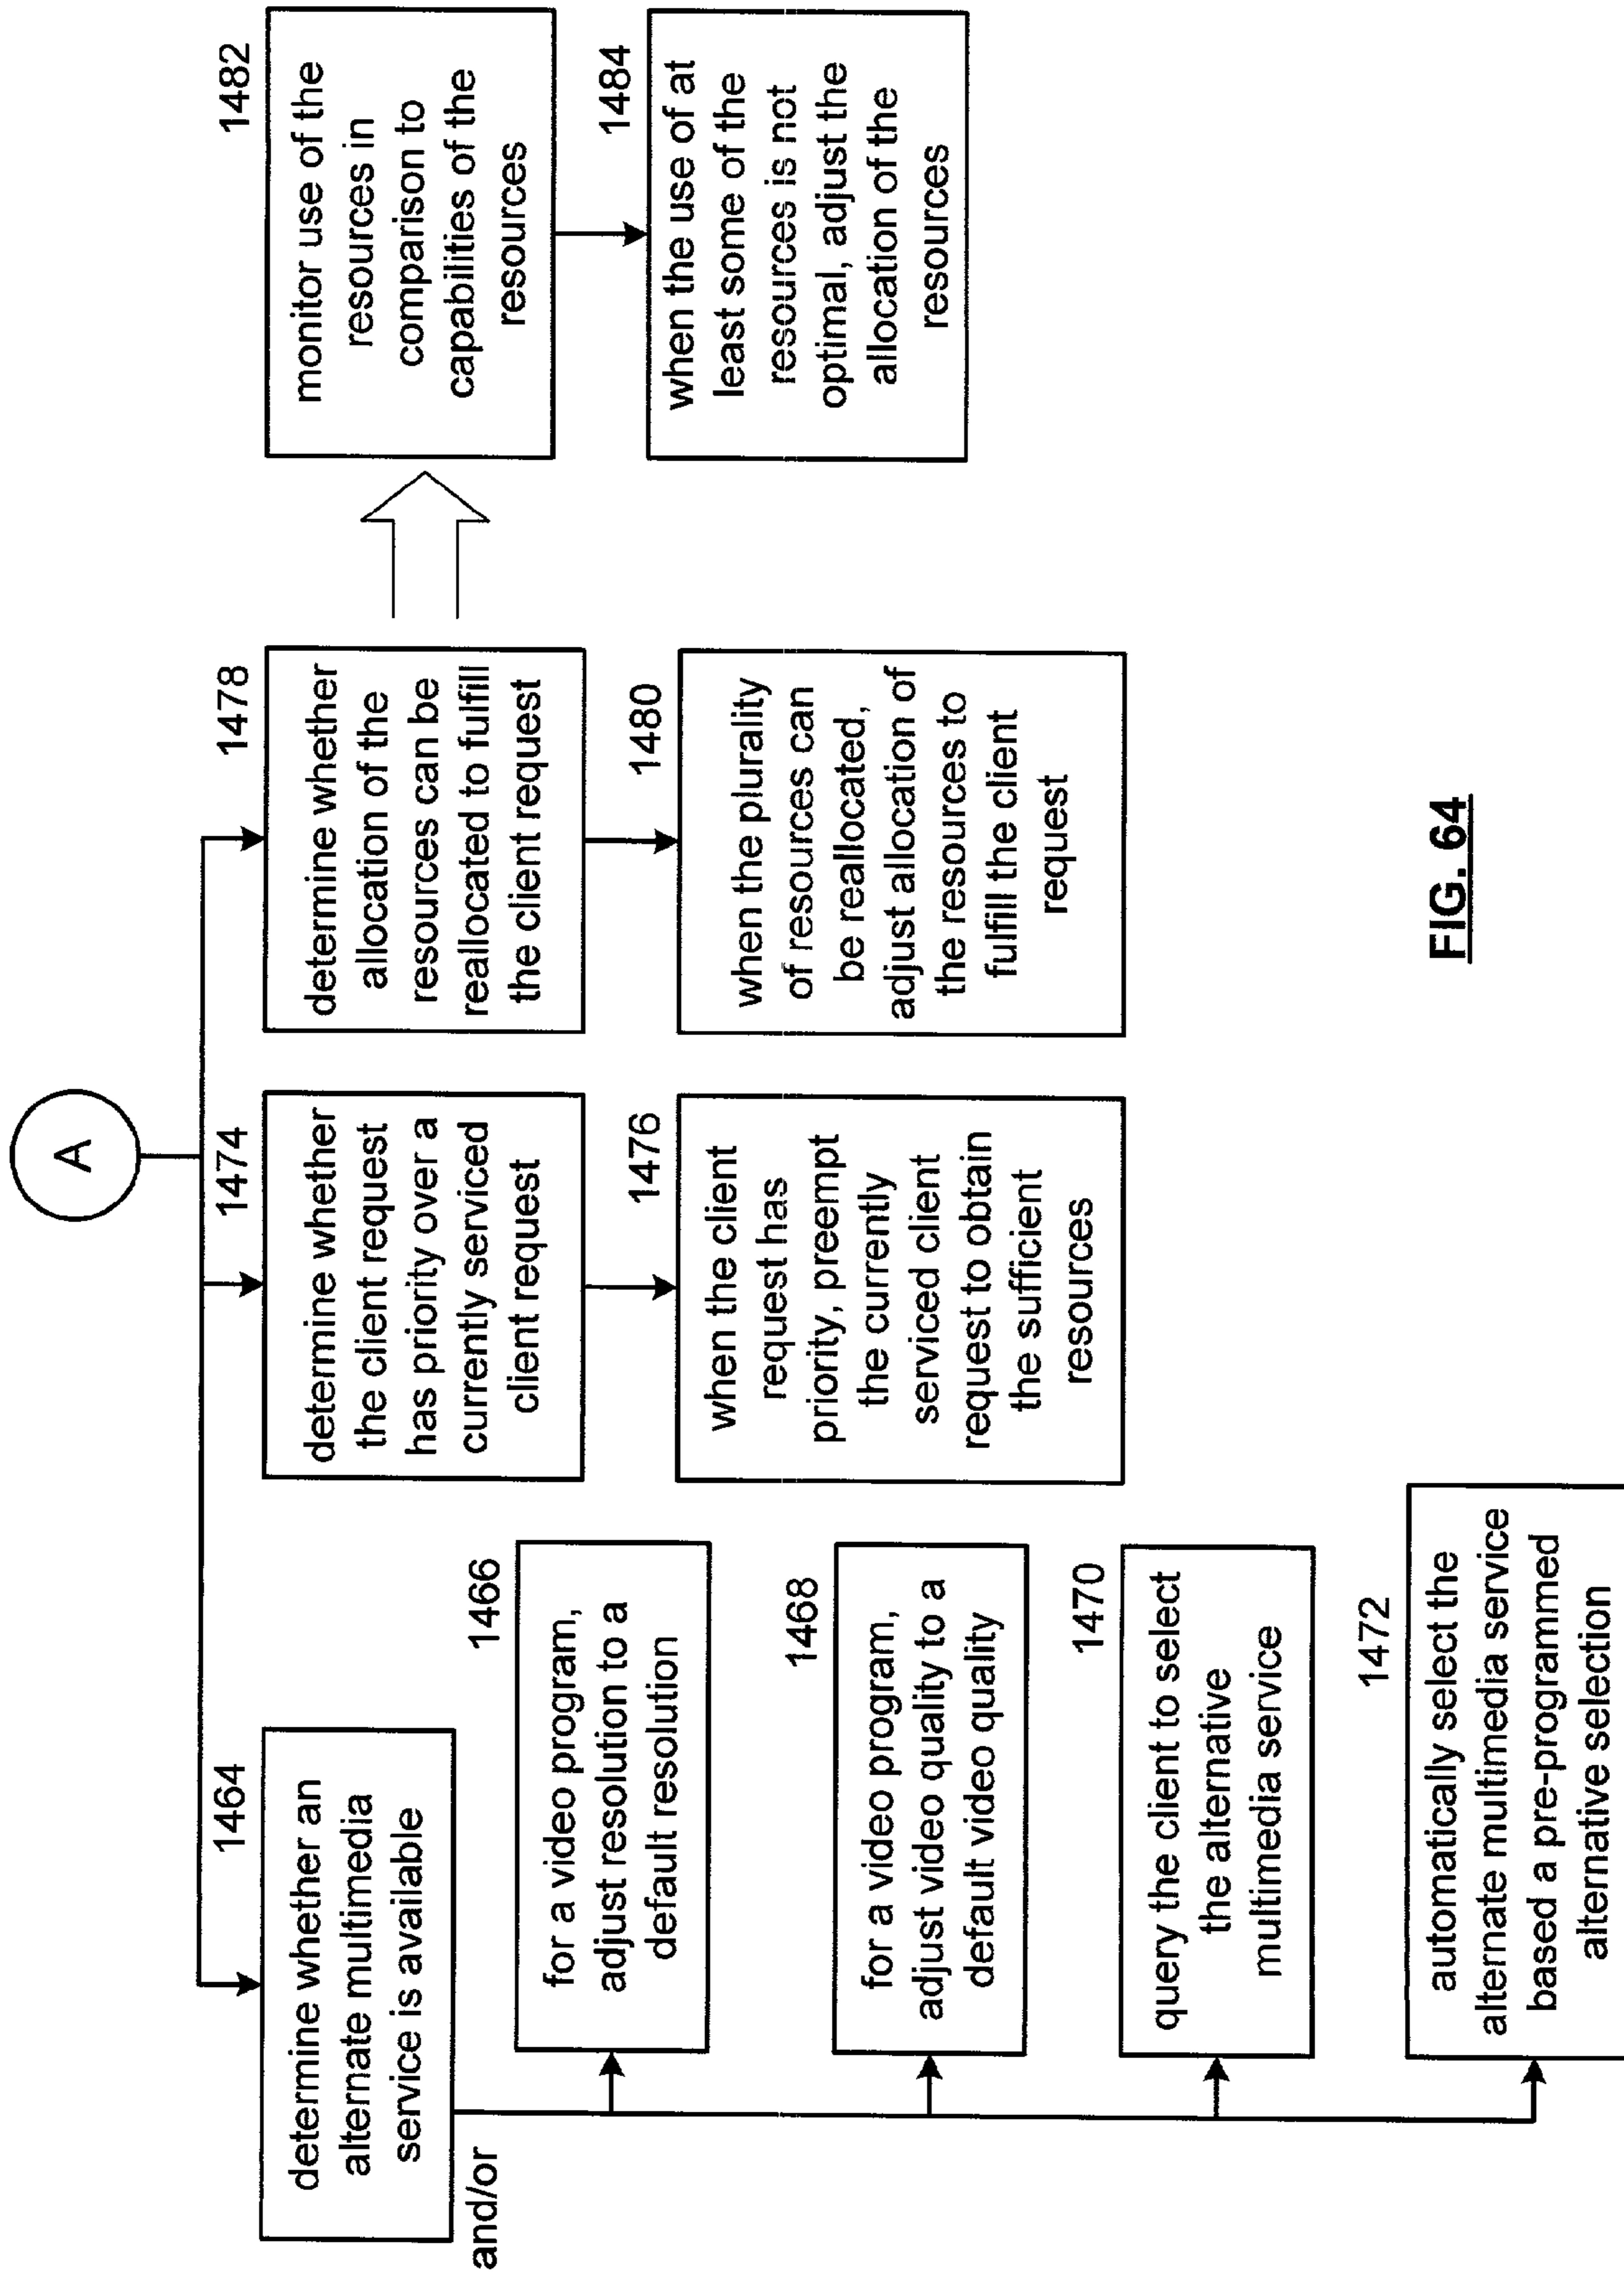 A
1464
determine whether an
alternate multimedia
service is available
and/or
1466
for a video program,
adjust resolution to a
default resolution
1468
for a video program,
adjust video quality to a
default video quality
1470
query the client to select
the alternative
multimedia service
1472
automatically select the
alternate multimedia service
based a pre-programmed
alternative selection
1474
determine whether
the client request
has priority over a
currently serviced
client request
1476
when the client
request has
priority, preempt
the currently
serviced client
request to obtain
the sufficient
resources
1478
determine whether
allocation of the
resources can be
reallocated to fulfill
the client request
1480
when the plurality
of resources can
be reallocated,
adjust allocation of
the resources to
fulfill the client
request
1482
monitor use of the
resources in
comparison to
capabilities of the
resources
1484
when the use of at
least some of the
resources is not
optimal, adjust the
allocation of the
resources
FIG. 64